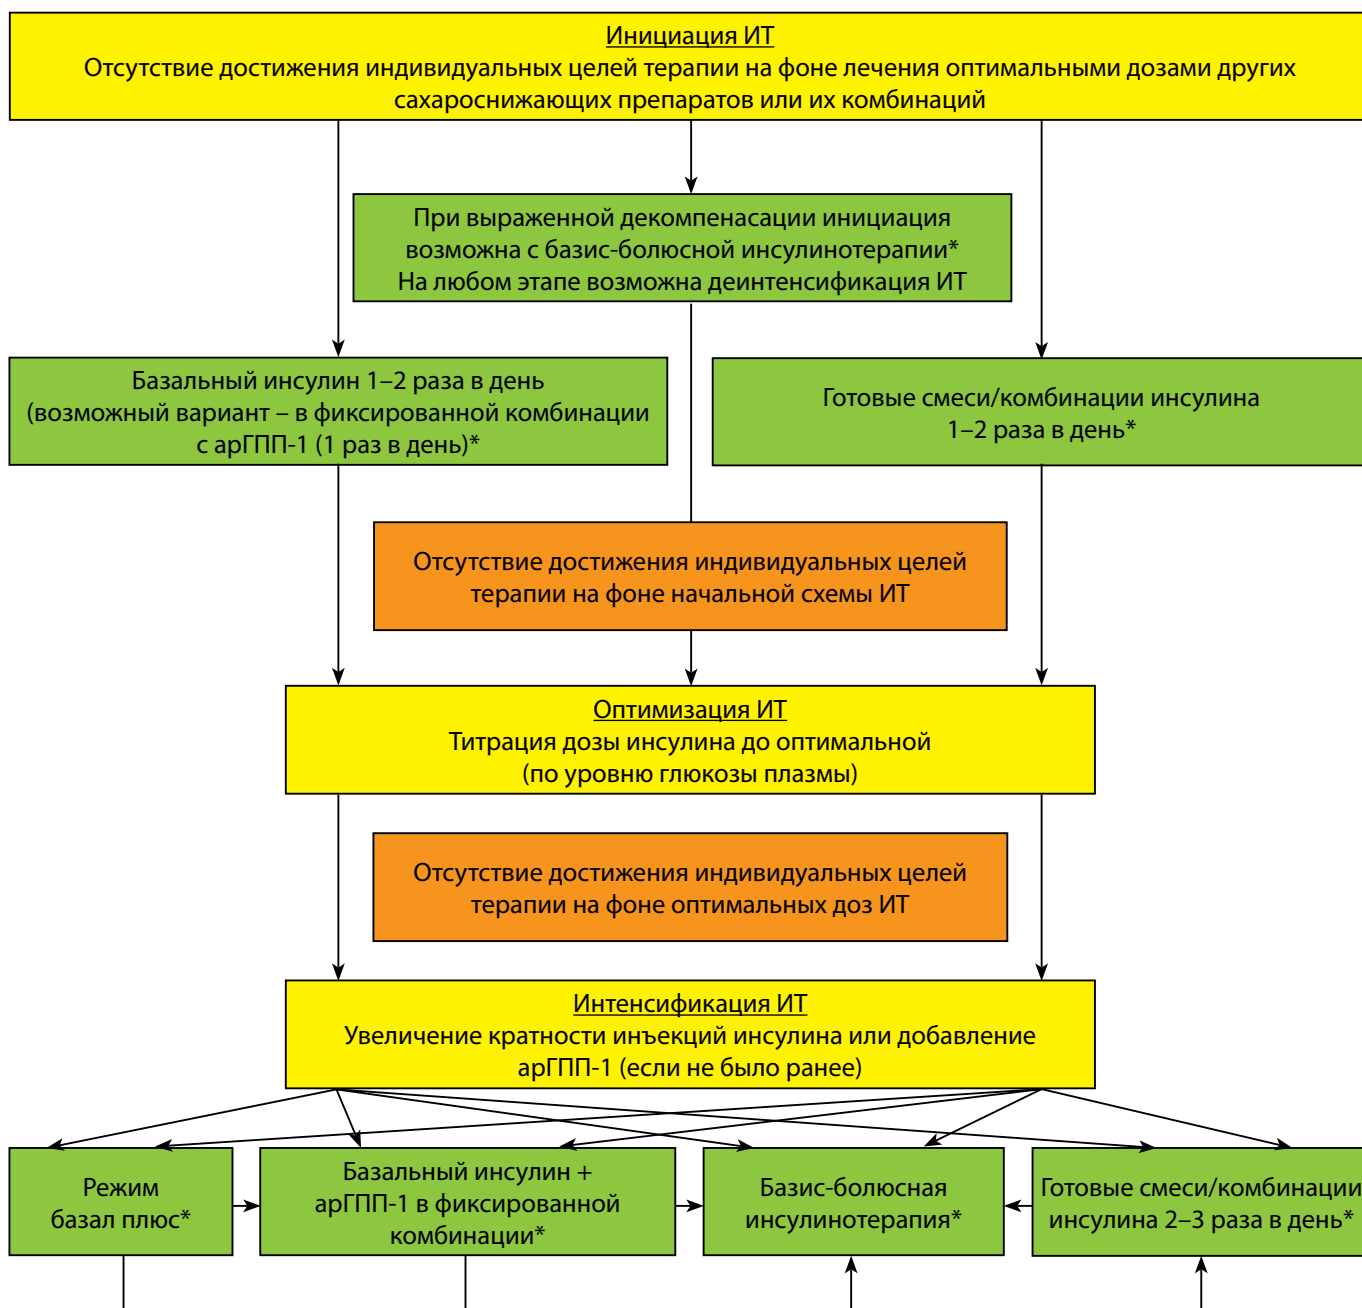 Инициация ИТ
Отсутствие достижения индивидуальных целей терапии на фоне лечения оптимальными дозами других
сахароснижающих препаратов или их комбинаций
При выраженной декомпенасации инициация
возможна с базис-болюсной инсулинотерапии*
На любом этапе возможна деинтенсификация ИТ
Базальный инсулин 1–2 раза в день
(возможный вариант – в фиксированной комбинации
с арГПП-1 (1 раз в день)*
Готовые смеси/комбинации инсулина
1–2 раза в день*
Отсутствие достижения индивидуальных целей
терапии на фоне начальной схемы ИТ
Оптимизация ИТ
Титрация дозы инсулина до оптимальной
(по уровню глюкозы плазмы)
Отсутствие достижения индивидуальных целей
терапии на фоне оптимальных доз ИТ
Интенсификация ИТ
Увеличение кратности инъекций инсулина или добавление
арГПП-1 (если не было ранее)
Режим
базал плюс*
Базальный инсулин +
арГПП-1 в фиксированной
комбинации*
Базис-болюсная
инсулинотерапия*
Готовые смеси/комбинации
инсулина 2–3 раза в день*